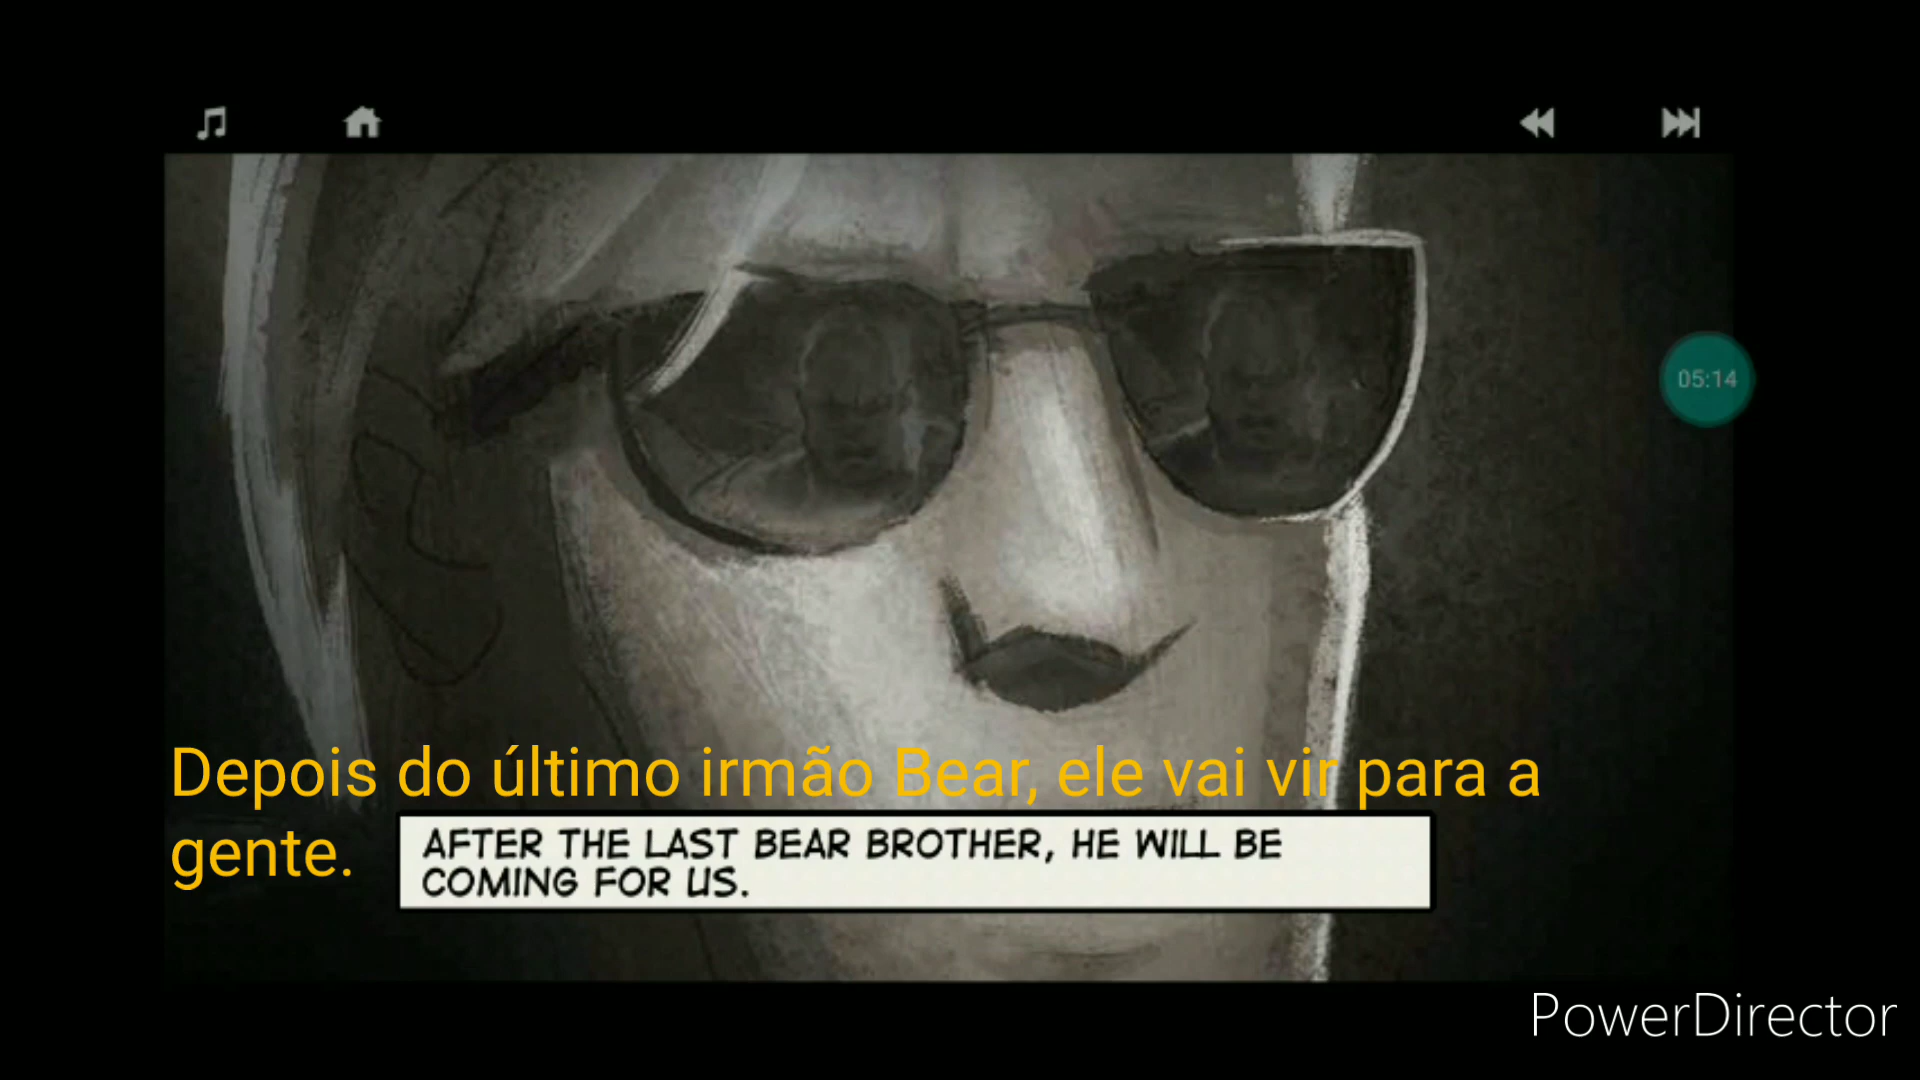 05:14
Depois do último irmão Bear, ele vai vir para a
gente.
AFTER THE LAST BEAR BROTHER, HE WILL BE
COMING FOR US.
PowerDirector